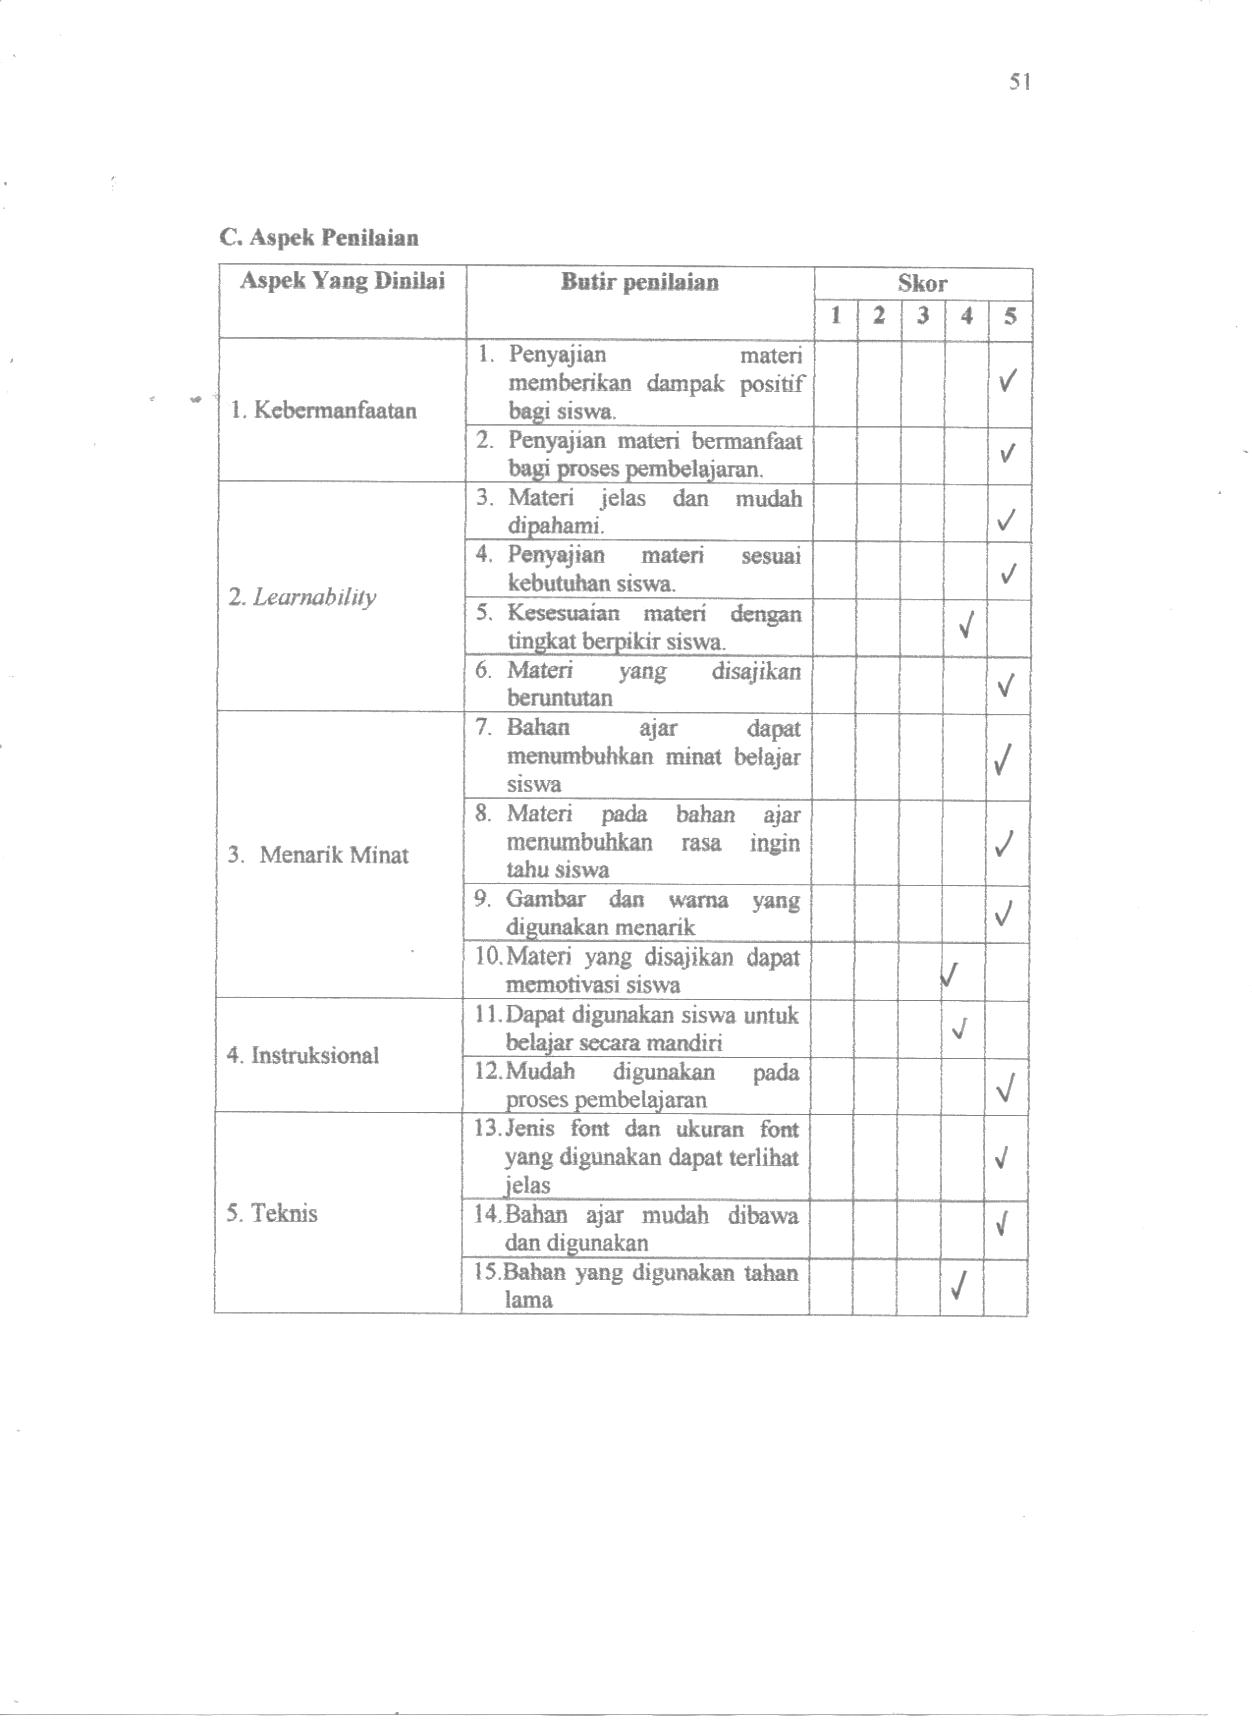 51
C. Aspek Penilaian
Aspek Yang Dinilai Butir penilaian Skor
1 2 3 4 5
1. Kebermanfaatan
1. Penyajian materi
memberikan dampak positif
bagi siswa.
√
2. Penyajian materi bermanfaat
bagi proses pembelajaran.
√
2. Learnability
3. Materi jelas dan mudah
dipahami.
√
4. Penyajian materi sesuai
kebutuhan siswa.
√
5. Kesesuaian materi dengan
tingkat berpikir siswa.
√
6. Materi yang disajikan
beruntutan
√
3. Menarik Minat
7. Bahan ajar dapat
menumbuhkan minat belajar
siswa
√
8. Materi pada bahan ajar
menumbuhkan rasa ingin
tahu siswa
√
9. Gambar dan warna yang
digunakan menarik
√
10.Materi yang disajikan dapat
memotivasi siswa
√
4. Instruksional
11.Dapat digunakan siswa untuk
belajar secara mandiri
√
12.Mudah digunakan pada
proses pembelajaran
√
5. Teknis
13.Jenis font dan ukuran font
yang digunakan dapat terlihat
jelas
√
14.Bahan ajar mudah dibawa
dan digunakan
√
15.Bahan yang digunakan tahan
lama
√